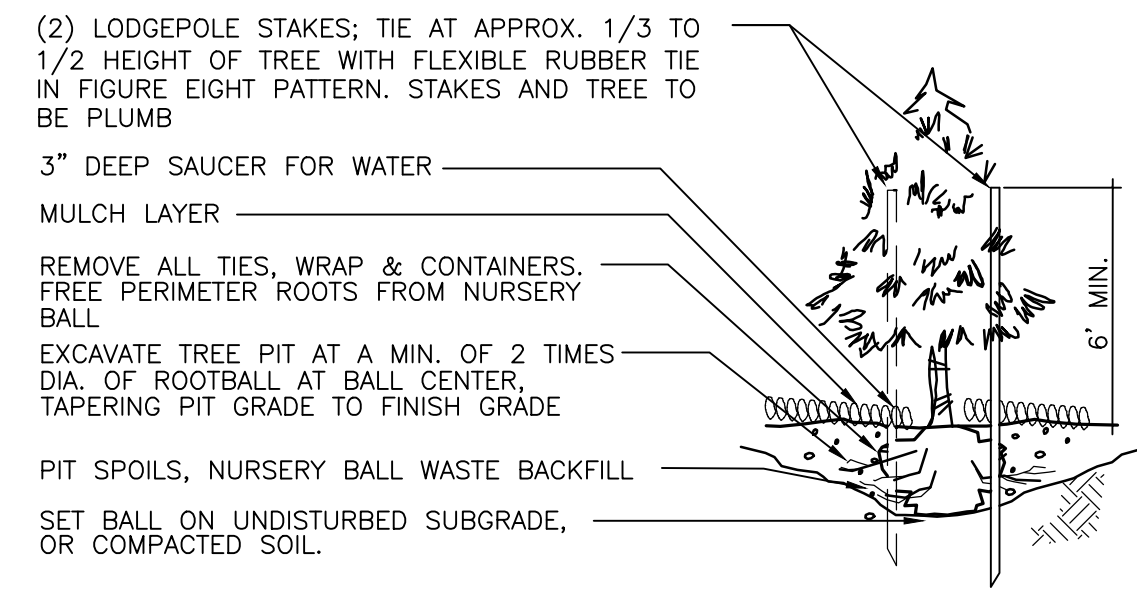 (2) LODGEPOLE STAKES; TIE AT APPROX. 1/3 TO
1/2 HEIGHT OF TREE WITH FLEXIBLE RUBBER TIE
IN FIGURE EIGHT PATTERN. STAKES AND TREE TO
BE PLUMB
3" DEEP SAUCER FOR WATER
MULCH LAYER
REMOVE ALL TIES, WRAP & CONTAINERS.
FREE PERIMETER ROOTS FROM NURSERY
BALL
EXCAVATE TREE PIT AT A MIN. OF 2 TIMES
DIA. OF ROOTBALL AT BALL CENTER,
TAPERING PIT GRADE TO FINISH GRADE
PIT SPOILS, NURSERY BALL WASTE BACKFILL
SET BALL ON UNDISTURBED SUBGRADE,
OR COMPACTED SOIL.
6' MIN.